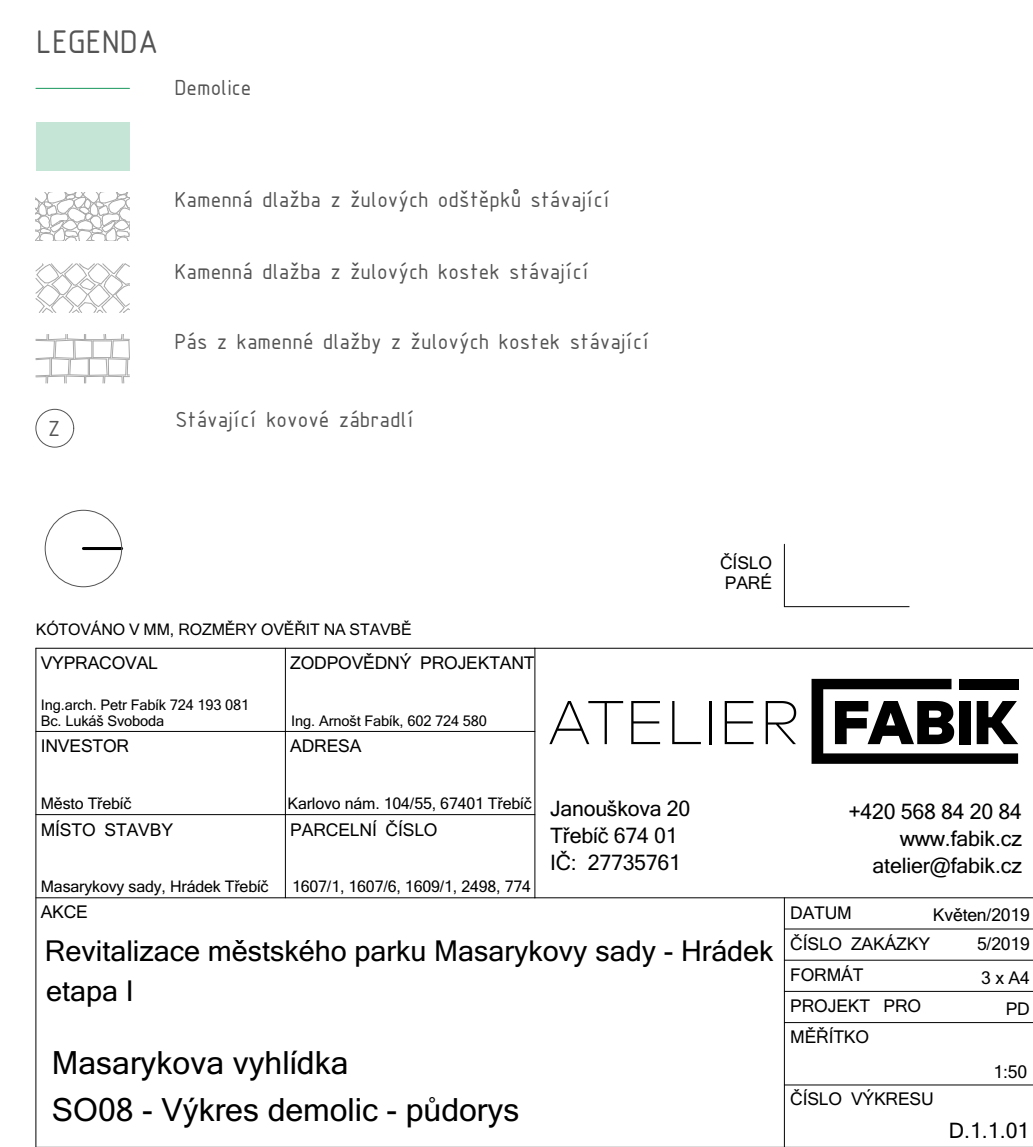 LEGENDA
Demolice
Kamenná dlažba z žulových odštěpků stávající
Kamenná dlažba z žulových kostek stávající
Pás z kamenné dlažby z žulových kostek stávající
Z
Stávající kovové zábradlí
ČÍSLO
PARÉ
KÓTOVÁNO V MM, ROZMĚRY OVĚŘIT NA STAVBĚ
VYPRACOVAL
Ing.arch. Petr Fabík 724 193 081
Bc. Lukáš Svoboda
ZODPOVĚDNÝ PROJEKTANT
Ing. Arnošt Fabík, 602 724 580
INVESTOR
Město Třebíč
ADRESA
Karlovo nám. 104/55, 67401 Třebíč
MÍSTO STAVBY
Masarykovy sady, Hrádek Třebíč
PARCELNÍ ČÍSLO
1607/1, 1607/6, 1609/1, 2498, 774
ATELIER FABIK
Janouškova 20
Třebíč 674 01
IČ: 27735761
+420 568 84 20 84
www.fabik.cz
atelier@fabik.cz
AKCE
Revitalizace městského parku Masarykovy sady - Hrádek
etapa I
Masarykova vyhlídka
SO08 - Výkres demolic - půdorys
DATUM Květen/2019
ČÍSLO ZAKÁZKY 5/2019
FORMÁT 3 x A4
PROJEKT PRO PD
MĚŘÍTKO
1:50
ČÍSLO VÝKRESU
D.1.1.01